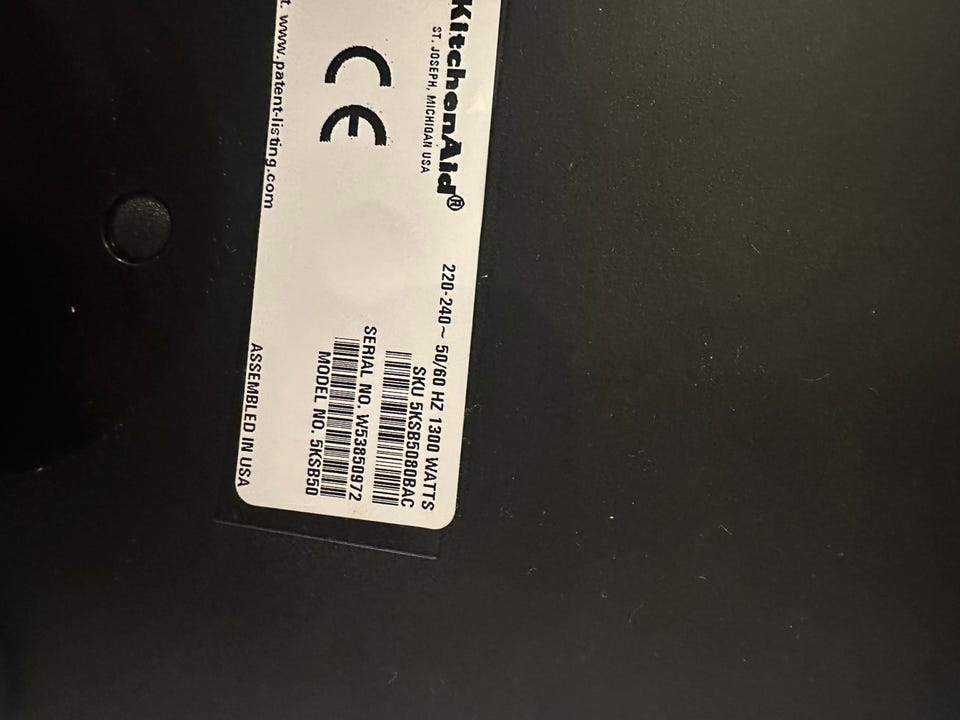 KitchenAid®
ST. JOSEPH, MICHIGAN USA
220-240~ 50/60 HZ 1300 WATTS
SKU 5KSB5080BAC
SERIAL NO. W53850972
MODEL NO. 5KSB50
CE
t. www.patent-listing.com
ASSEMBLED IN USA